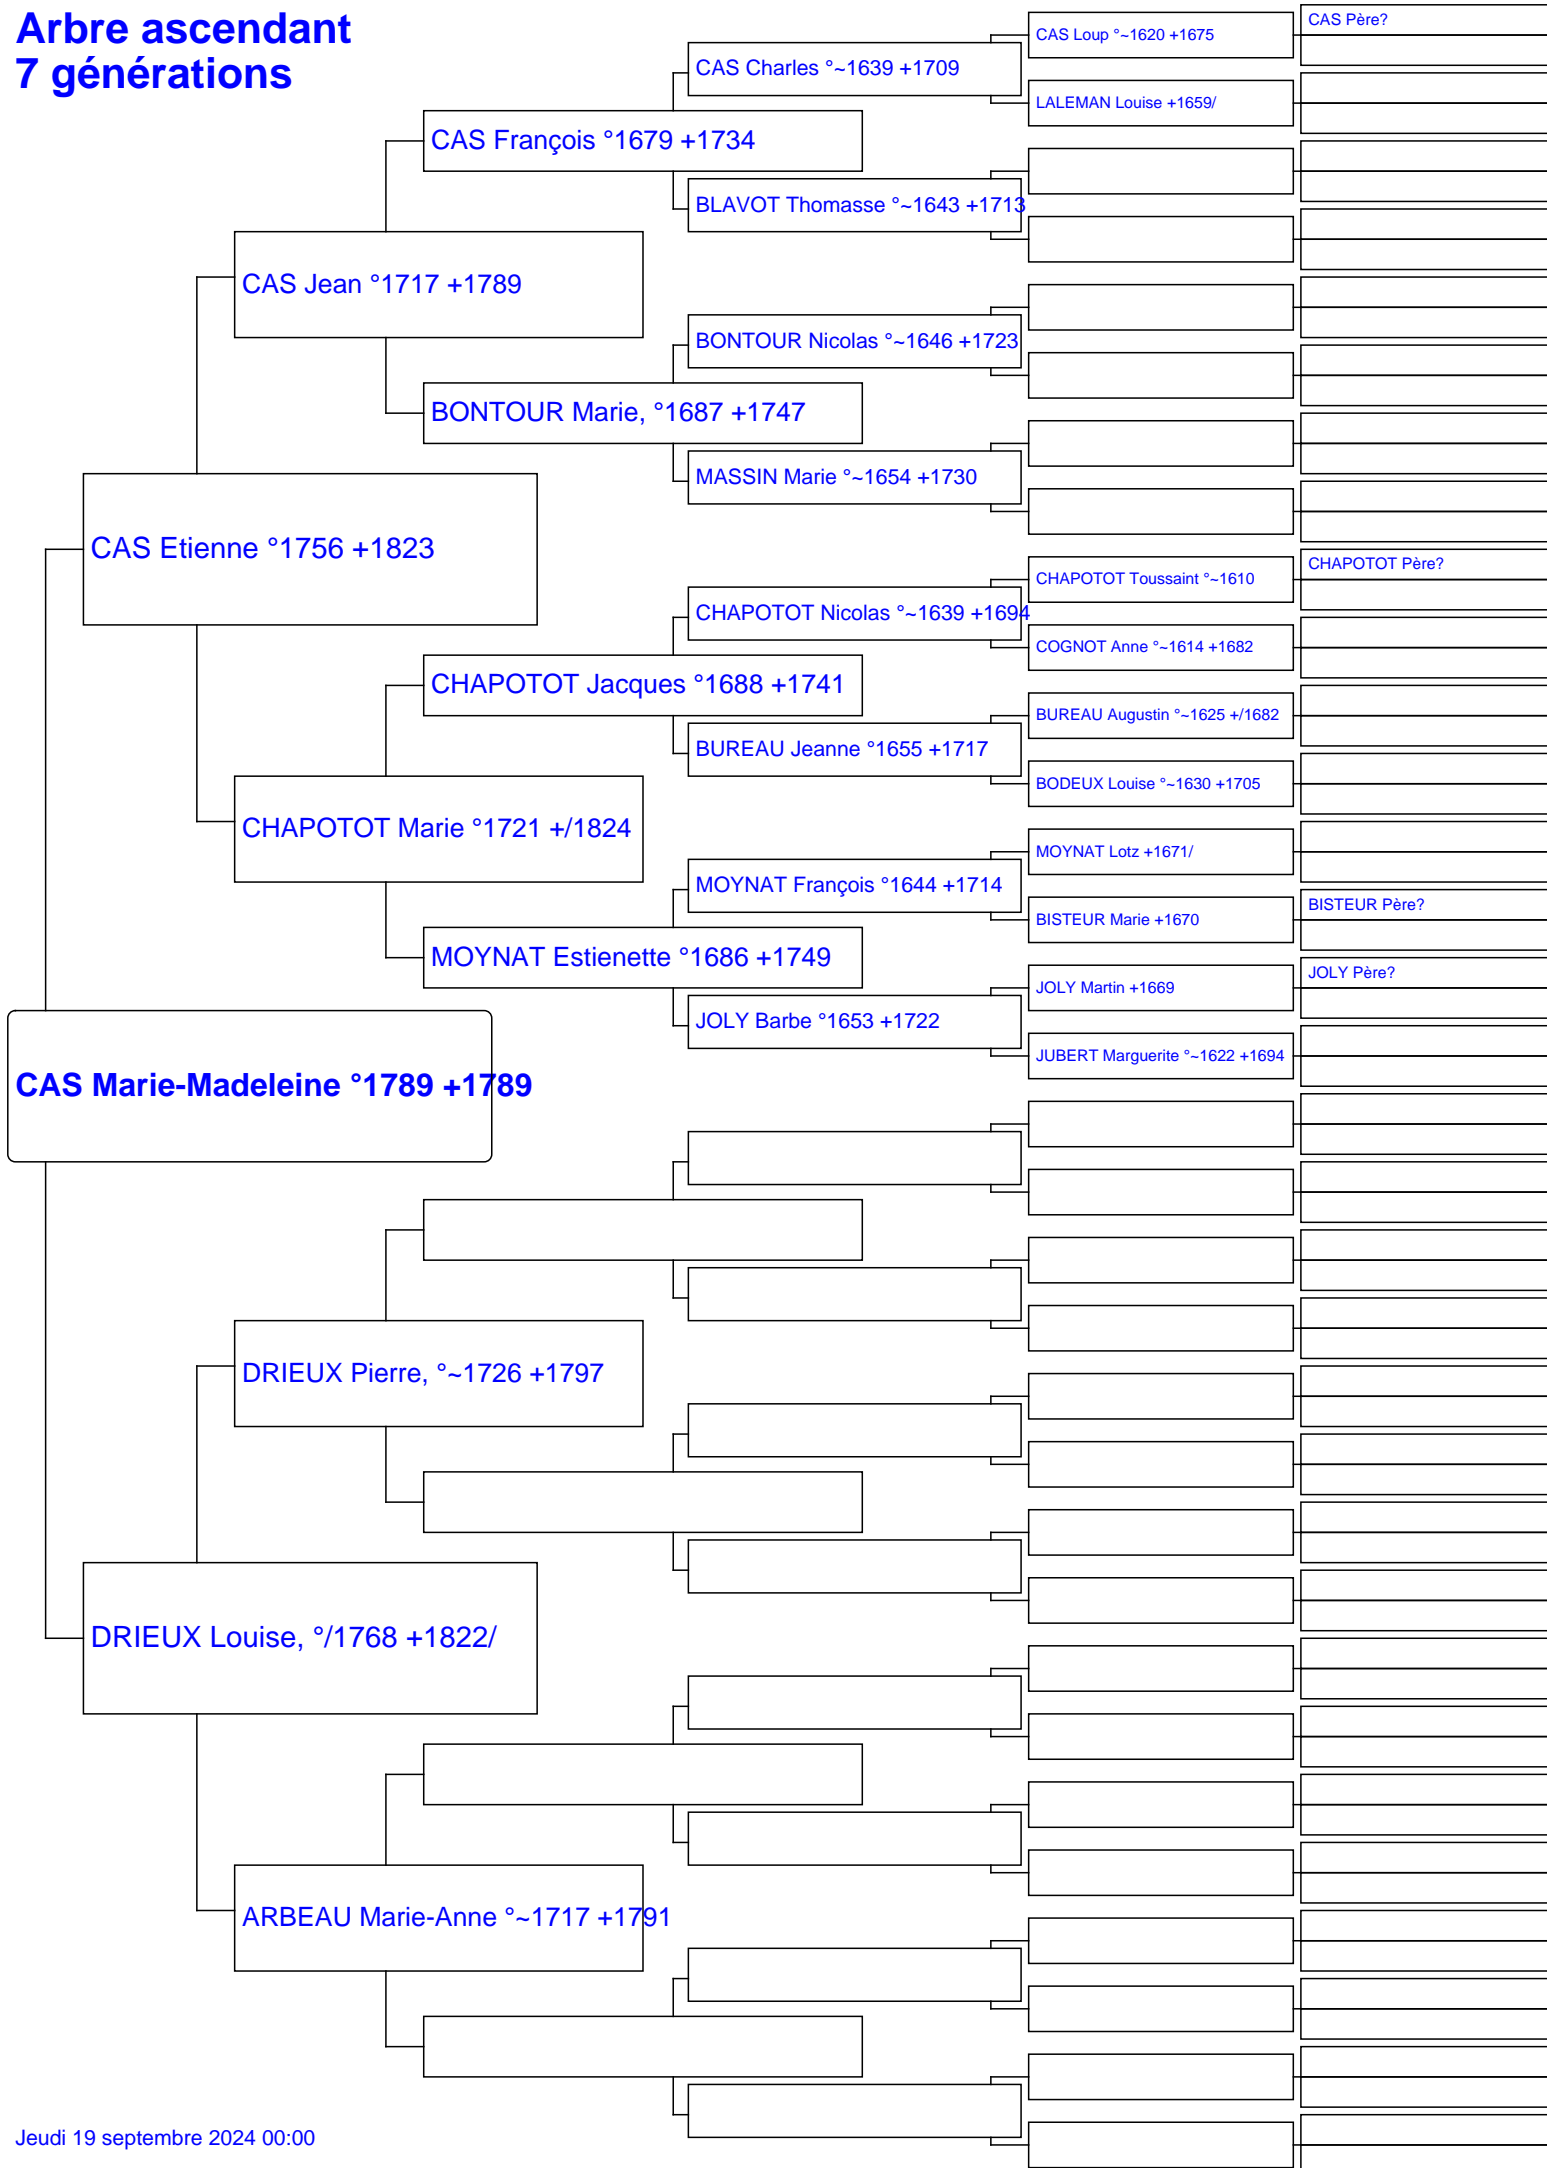 Arbre ascendant
7 générations
CAS Père?
CAS Loup °~1620 +1675
CAS Charles °~1639 +1709
LALEMAN Louise +1659/
CAS François °1679 +1734
BLAVOT Thomasse °~1643 +1713
CAS Jean °1717 +1789
BONTOUR Nicolas °~1646 +1723
BONTOUR Marie, °1687 +1747
MASSIN Marie °~1654 +1730
CAS Etienne °1756 +1823
CHAPOTOT Père?
CHAPOTOT Toussaint °~1610
CHAPOTOT Nicolas °~1639 +1694
COGNOT Anne °~1614 +1682
CHAPOTOT Jacques °1688 +1741
BUREAU Augustin °~1625 +/1682
BUREAU Jeanne °1655 +1717
BODEUX Louise °~1630 +1705
CHAPOTOT Marie °1721 +/1824
MOYNAT Lotz +1671/
MOYNAT François °1644 +1714
BISTEUR Père?
BISTEUR Marie +1670
MOYNAT Estienette °1686 +1749
JOLY Père?
JOLY Martin +1669
JOLY Barbe °1653 +1722
JUBERT Marguerite °~1622 +1694
CAS Marie-Madeleine °1789 +1789
DRIEUX Pierre, °~1726 +1797
DRIEUX Louise, °/1768 +1822/
ARBEAU Marie-Anne °~1717 +1791
Jeudi 19 septembre 2024 00:00